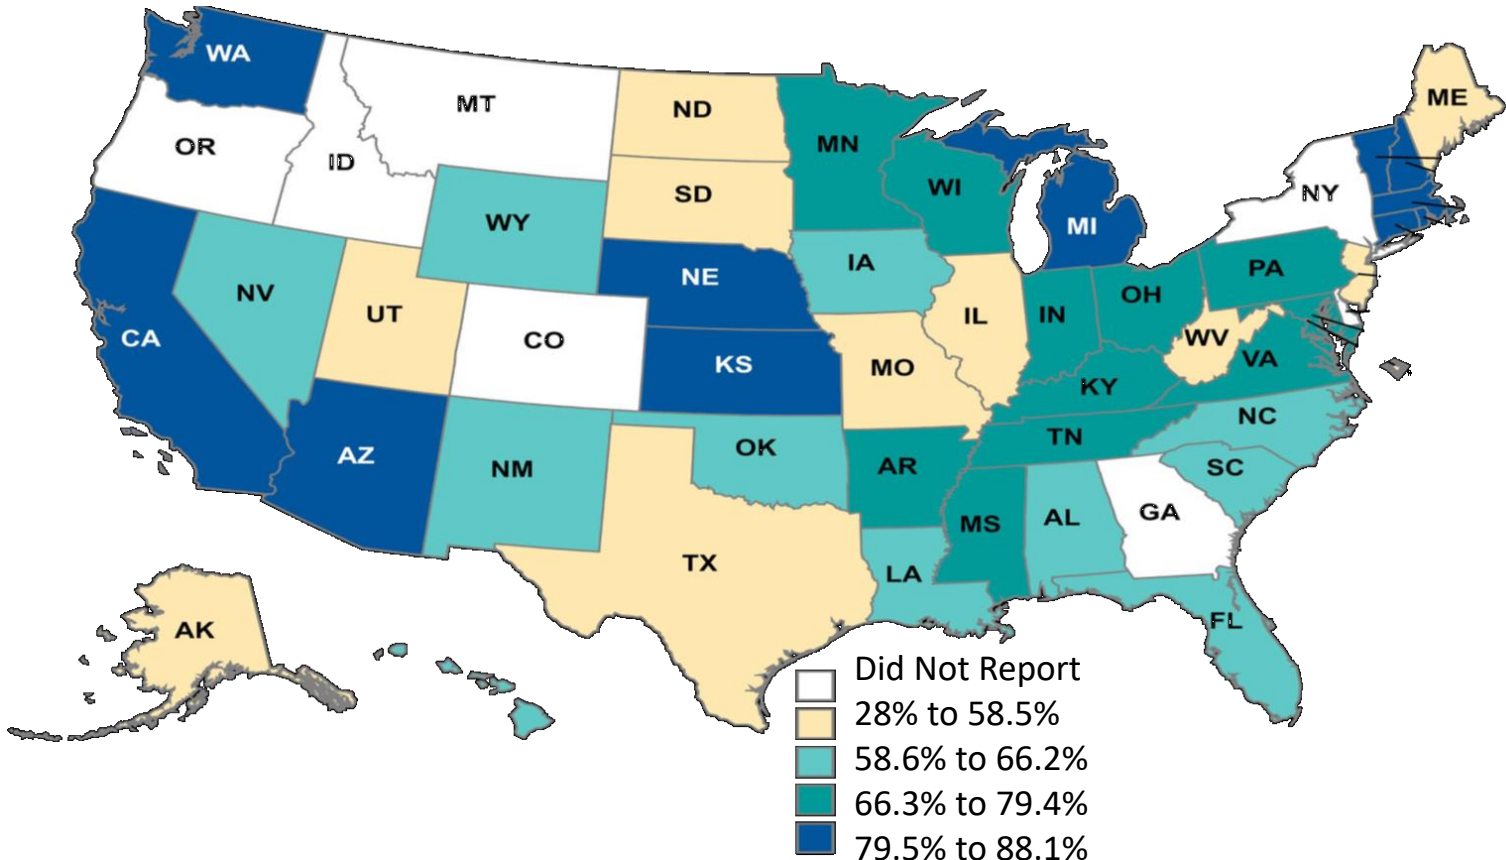 WA
MT
ND
ME
OR
ID
MN
SD
WI
NY
WY
MI
NV
NE
IA
PA
UT
CO
IL
IN
OH
CA
KS
MO
WV
VA
KY
AZ
NM
OK
AR
TN
NC
SC
MS
AL
GA
TX
LA
AK
FL
Did Not Report
28% to 58.5%
58.6% to 66.2%
66.3% to 79.4%
79.5% to 88.1%